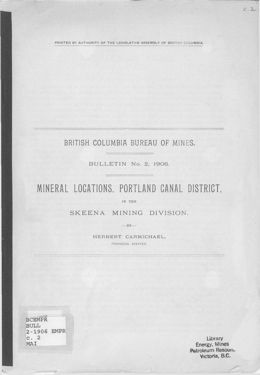 c. 2
PRINTED BY AUTHORITY OF THE LEGISLATIVE ASSEMBLY OF BRITISH COLUMBIA.
BRITISH COLUMBIA BUREAU OF MINES.
BULLETIN No. 2, 1906.
MINERAL LOCATIONS, PORTLAND CANAL DISTRICT,
IN THE
SKEENA MINING DIVISION.
—BY—
HERBERT CARMICHAEL,
BCEMPR
BULL
2-1906 EMPR
c. 2
MAI
Library
Energy, Mines
Petroleum Resourc
Victoria, B.C.